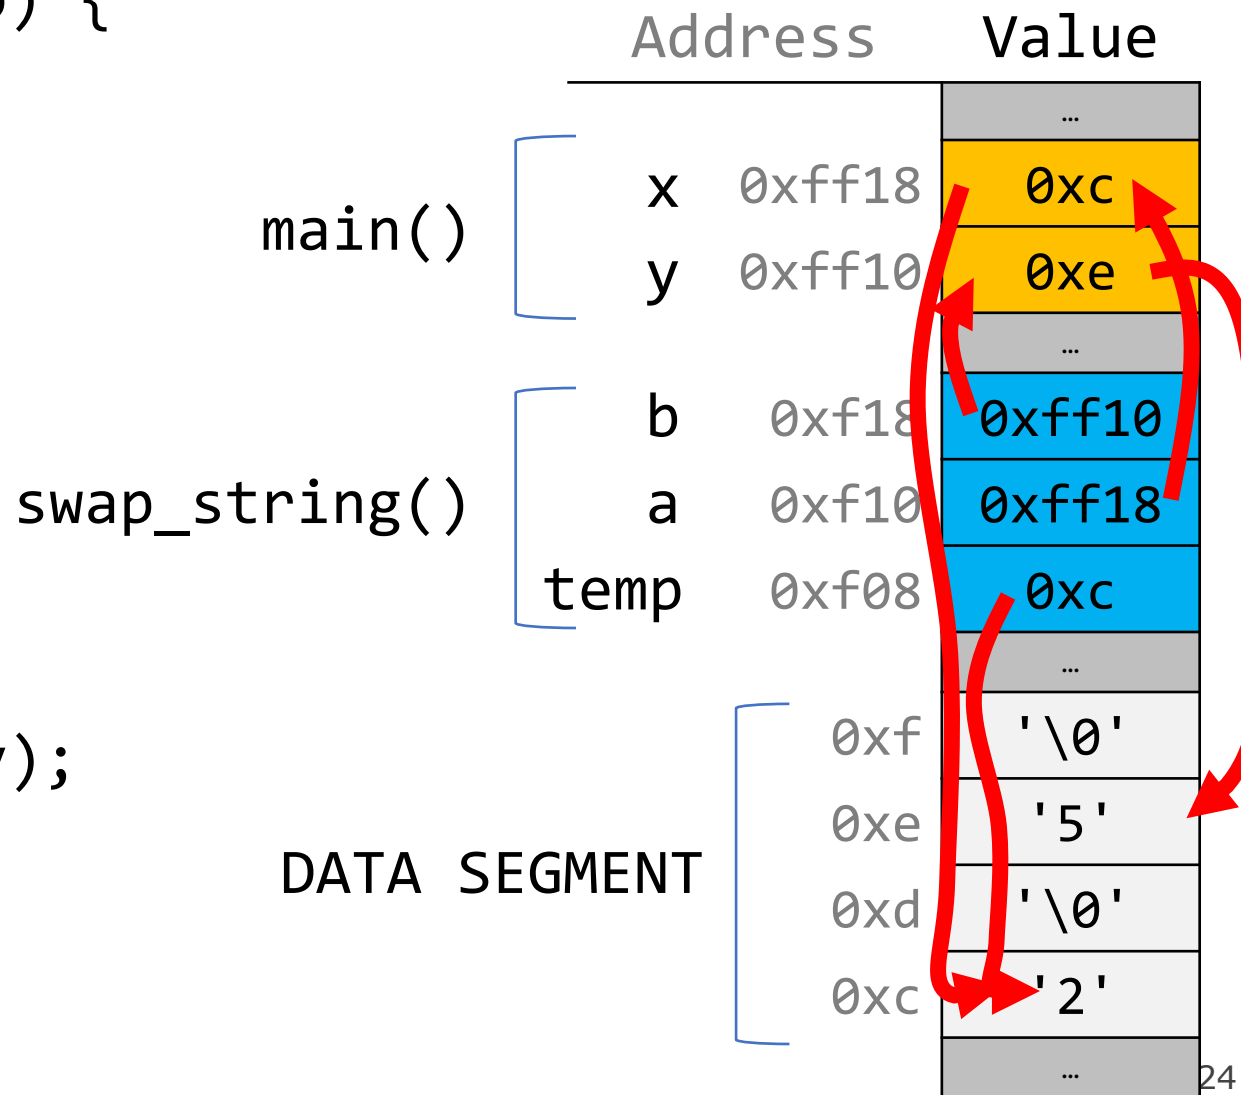 ) {
Address Value
…
x 0xff18 0xc
main()
y 0xff10 0xe
…
b 0xf18 0xff10
swap_string() a 0xf10 0xff18
temp 0xf08 0xc
…
0xf '\0'
);
0xe '5'
DATA SEGMENT
0xd '\0'
0xc '2'
…
24